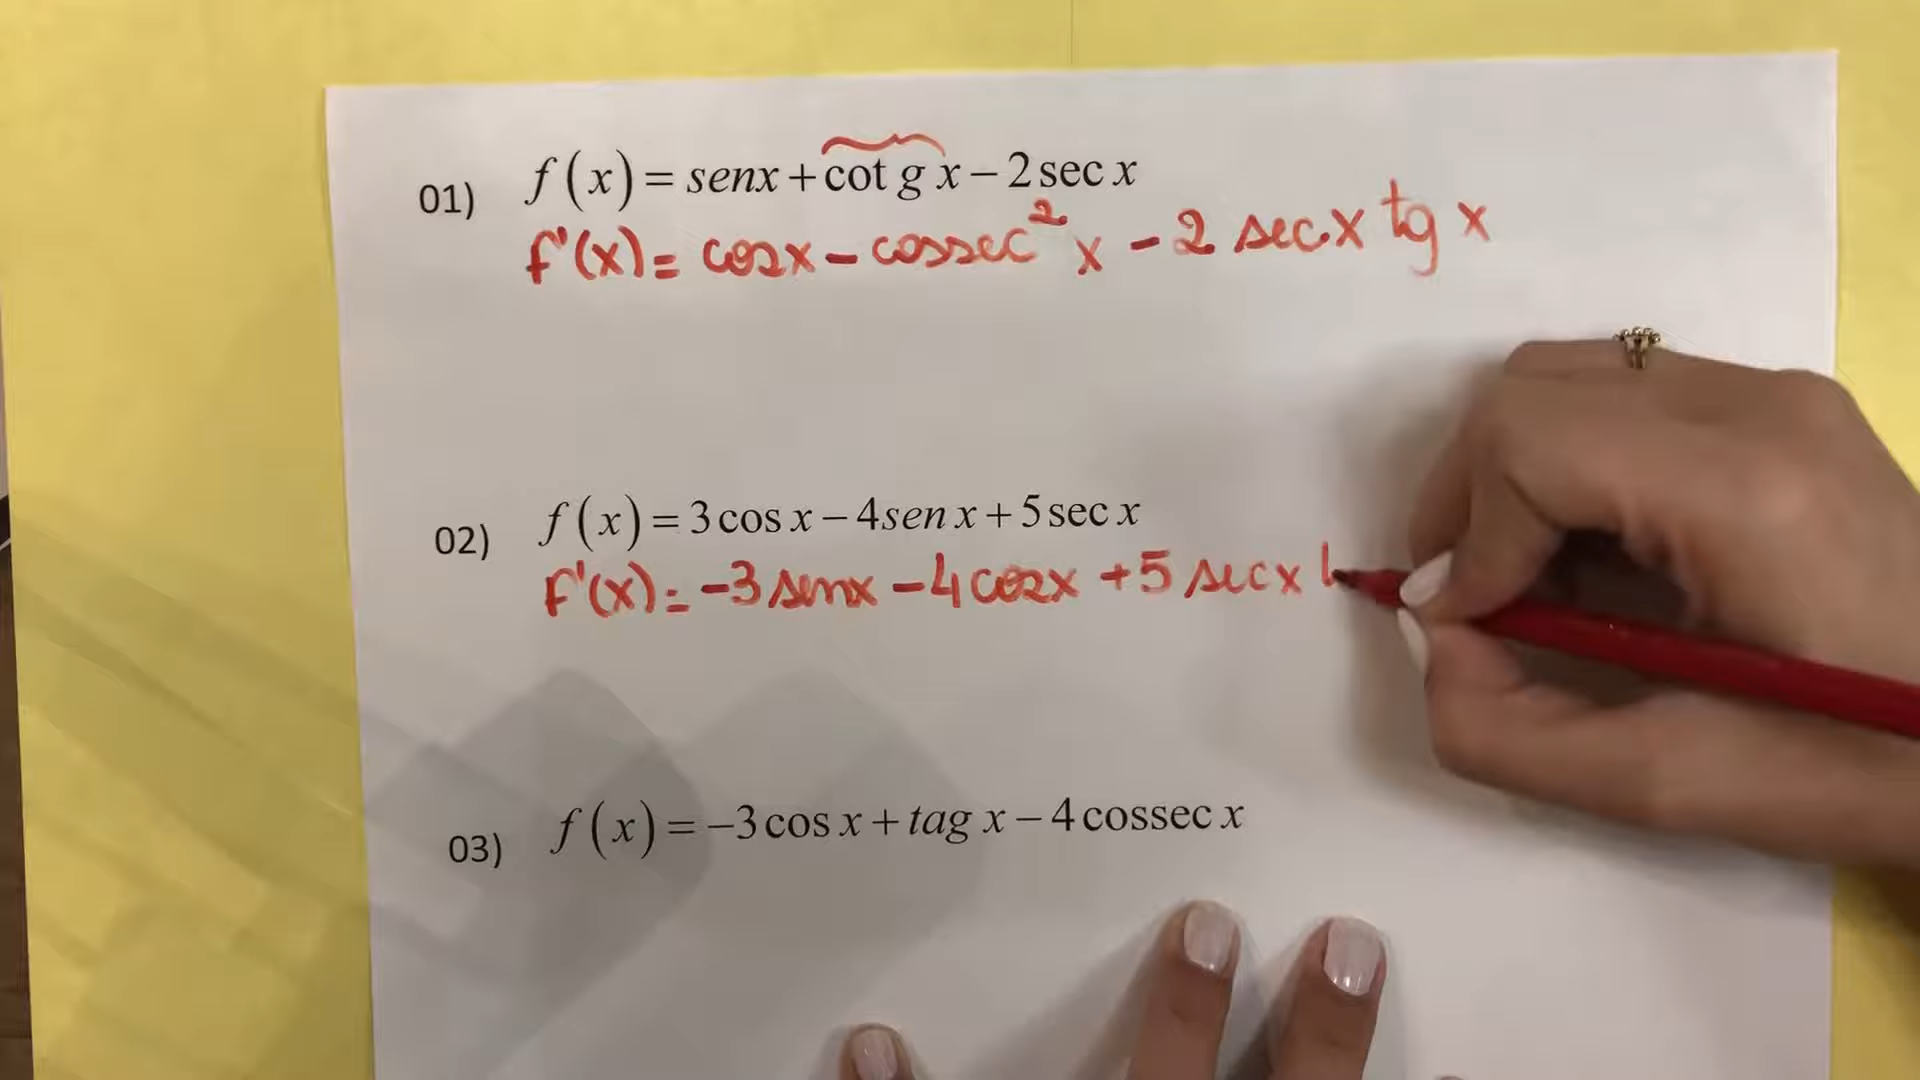 01) f(x) = senx + cotg x − 2 sec x
f'(x) = cosx − cossec² x − 2 secx tg x
02) f(x) = 3 cos x − 4sen x + 5 sec x
f'(x) = −3 senx − 4 cosx + 5 secx t
03) f(x) = −3 cos x + tag x − 4 cossec x